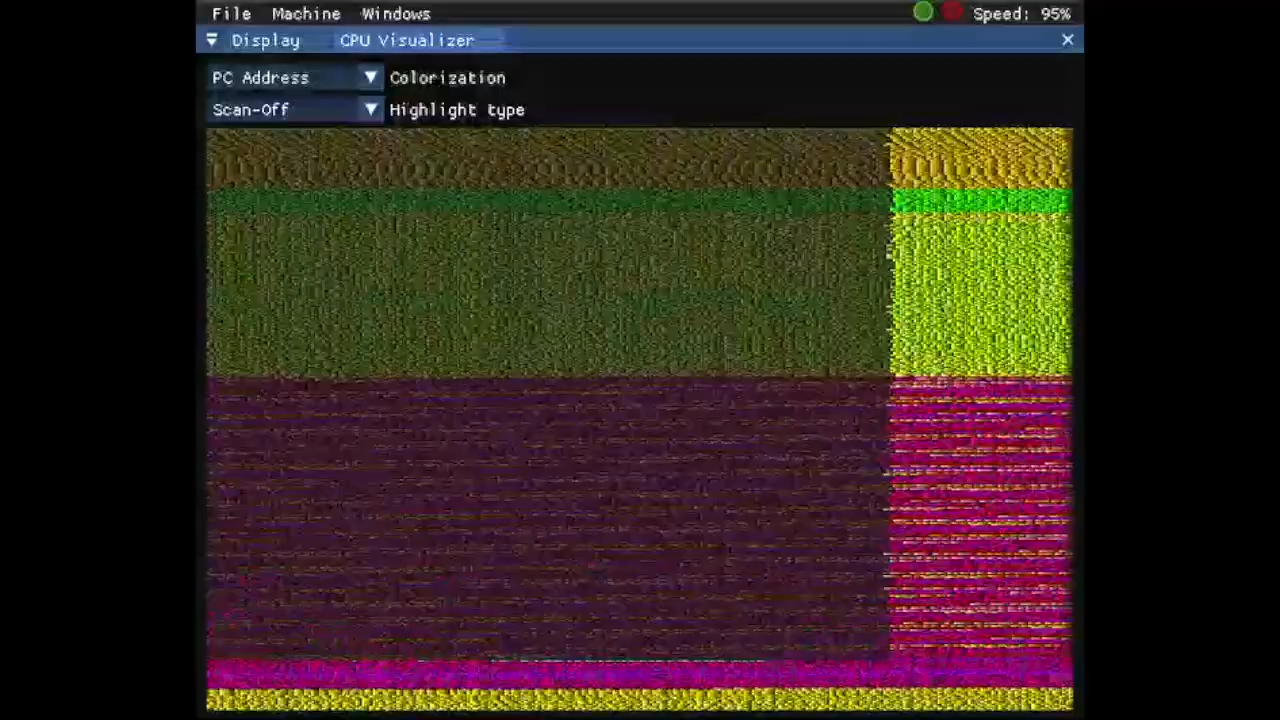 File Machine Windows Speed: 95%
Display CPU Visualizer
PC Address Colorization
Scan-Off Highlight type